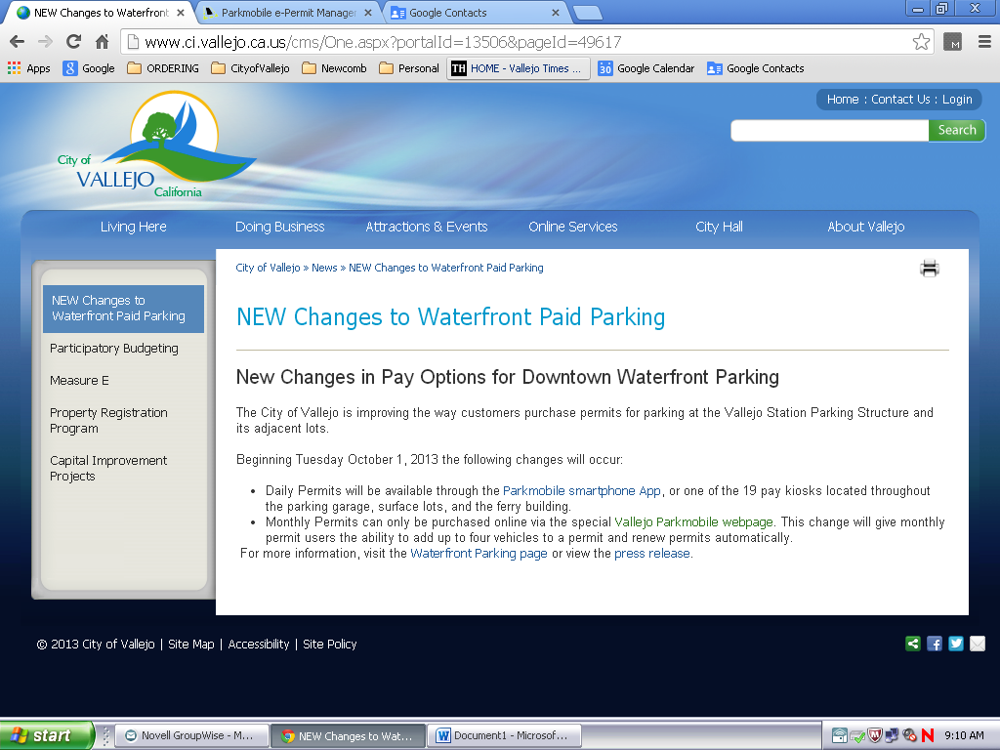 NEW Changes to Waterfront
Parkmobile e-Permit Manager
Google Contacts
www.ci.vallejo.ca.us/cms/One.aspx?portalId=13506&pageId=49617
M
Apps
Google
ORDERING
CityofVallejo
Newcomb
Personal
TH HOME - Vallejo Times ...
30 Google Calendar
Google Contacts
Home : Contact Us : Login
Search
City of
VALLEJO
California
Living Here
Doing Business
Attractions & Events
Online Services
City Hall
About Vallejo
NEW Changes to
Waterfront Paid Parking
Participatory Budgeting
Measure E
Property Registration
Program
Capital Improvement
Projects
City of Vallejo » News » NEW Changes to Waterfront Paid Parking
NEW Changes to Waterfront Paid Parking
New Changes in Pay Options for Downtown Waterfront Parking
The City of Vallejo is improving the way customers purchase permits for parking at the Vallejo Station Parking Structure and
its adjacent lots.
Beginning Tuesday October 1, 2013 the following changes will occur:
• Daily Permits will be available through the Parkmobile smartphone App, or one of the 19 pay kiosks located throughout
the parking garage, surface lots, and the ferry building.
• Monthly Permits can only be purchased online via the special Vallejo Parkmobile webpage. This change will give monthly
permit users the ability to add up to four vehicles to a permit and renew permits automatically.
For more information, visit the Waterfront Parking page or view the press release.
© 2013 City of Vallejo | Site Map | Accessibility | Site Policy
start
Novell GroupWise - M...
NEW Changes to Wat...
Document1 - Microsof...
9:10 AM